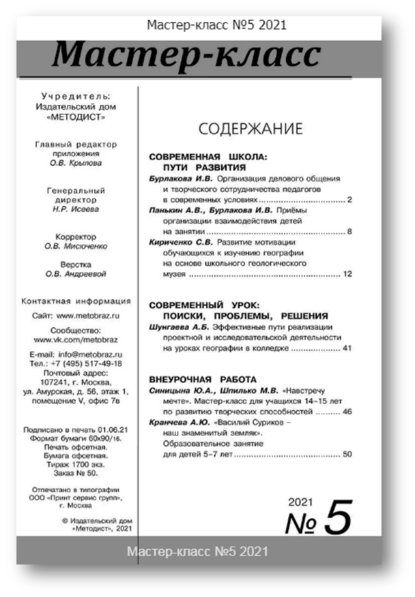 Мастер-класс №5 2021
Мастер-класс
Учредитель:
Издательский дом
«МЕТОДИСТ»
Главный редактор
приложения
О.В. Крылова
Генеральный
директор
Н.Р. Исаева
Корректор
О.В. Мисюченко
Верстка
О.В. Андреевой
Контактная информация
Сайт: www.metobraz.ru
Сообщество:
www.vk.com/metobraz
E-mail: info@metobraz.ru
Тел.: +7 (495) 517-49-18
Почтовый адрес:
107241, г. Москва,
ул. Амурская, д. 56, этаж 1,
помещение V, офис 7в
Подписано в печать 01.06.21
Формат бумаги 60х90/16.
Печать офсетная.
Бумага офсетная.
Тираж 1700 экз.
Заказ № 50.
Отпечатано в типографии
ООО «Принт сервис групп»,
г. Москва
© Издательский дом
«Методист», 2021
СОДЕРЖАНИЕ
СОВРЕМЕННАЯ ШКОЛА:
ПУТИ РАЗВИТИЯ
Бурлакова И.В. Организация делового общения
и творческого сотрудничества педагогов
в современных условиях 2
Панькин А.В., Бурлакова И.В. Приёмы
организации взаимодействия детей
на занятии 8
Кириченко С.В. Развитие мотивации
обучающихся к изучению географии
на основе школьного геологического
музея 12
СОВРЕМЕННЫЙ УРОК:
ПОИСКИ, ПРОБЛЕМЫ, РЕШЕНИЯ
Шунгаева А.Б. Эффективные пути реализации
проектной и исследовательской деятельности
на уроках географии в колледже 41
ВНЕУРОЧНАЯ РАБОТА
Синицына Ю.А., Шпилько М.В. «Навстречу
мечте». Мастер-класс для учащихся 14–15 лет
по развитию творческих способностей 46
Кранчева А.Ю. «Василий Суриков –
наш знаменитый земляк».
Образовательное занятие
для детей 5–7 лет 50
2021
№ 5
Мастер-класс №5 2021